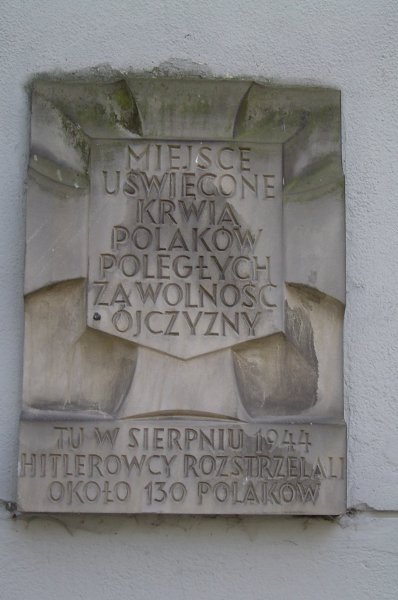 MIEJSCE
UŚWIĘCONE
KRWIĄ
POLAKÓW
POLEGŁYCH
ZA WOLNOŚĆ
OJCZYZNY
TU W SIERPNIU 1944
HITLEROWCY ROZSTRZELALI
OKOŁO 130 POLAKÓW